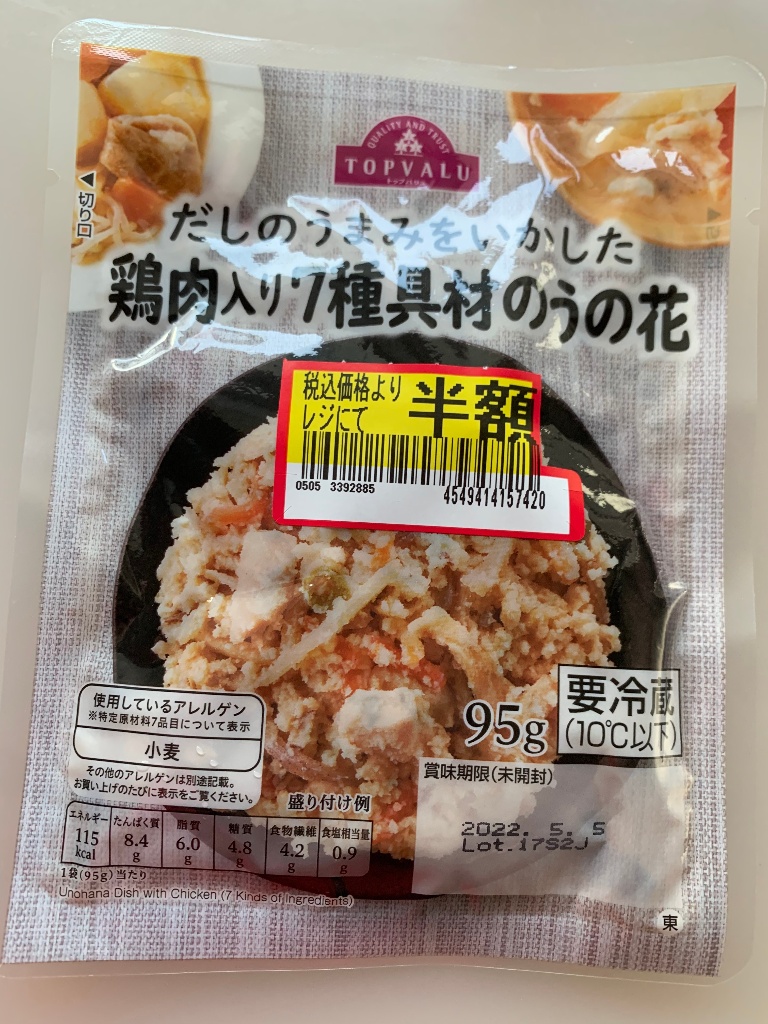 QUALITY AND TRUST
TOPVALU
トップバリュ
◀切り口
だしのうまみをいかした
鶏肉入り7種具材のうの花
税込価格より
レジにて
半額
0505 3392885
4549414157420
使用しているアレルゲン
※特定原材料7品目について表示
小麦
その他のアレルゲンは別途記載。
お買い上げのたびに表示をご覧ください。
盛り付け例
95g
要冷蔵
(10℃以下)
賞味期限(未開封)
2022. 5. 5
Lot.17S2J
エネルギー 115 kcal
たんぱく質 8.4 g
脂質 6.0 g
糖質 4.8 g
食物繊維 4.2 g
食塩相当量 0.9 g
1袋(95g)当たり
Unohana Dish with Chicken (7 Kinds of Ingredients)
東